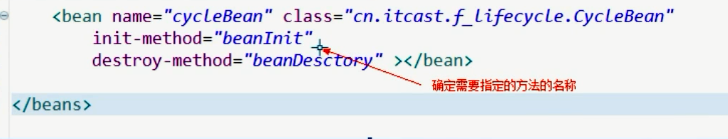 <bean name="cycleBean" class="cn.itcast.f_lifecycle.CycleBean"
init-method="beanInit"
destroy-method="beanDesctory" ></bean>
确定需要指定的方法的名称
</beans>